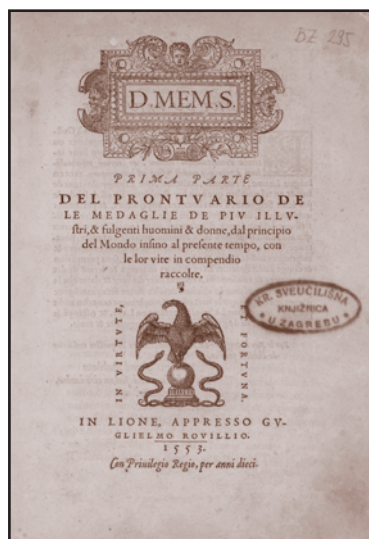 BZ 295
D. MEM. S.
PRIMA PARTE
DEL PRONTVARIO DE
LE MEDAGLIE DE PIV ILLV-
stri, & fulgenti huomini & donne, dal principio
del Mondo insino al presente tempo, con
le lor vite in compendio
raccolte.
IN VIRTVTE,
ET FORTVNA.
KR. SVEUČILIŠNA
KNJIŽNICA
U ZAGREBU
IN LIONE, APPRESSO GV-
GLIELMO ROVILLIO.
1553.
Con Privilegio Regio, per anni dieci.